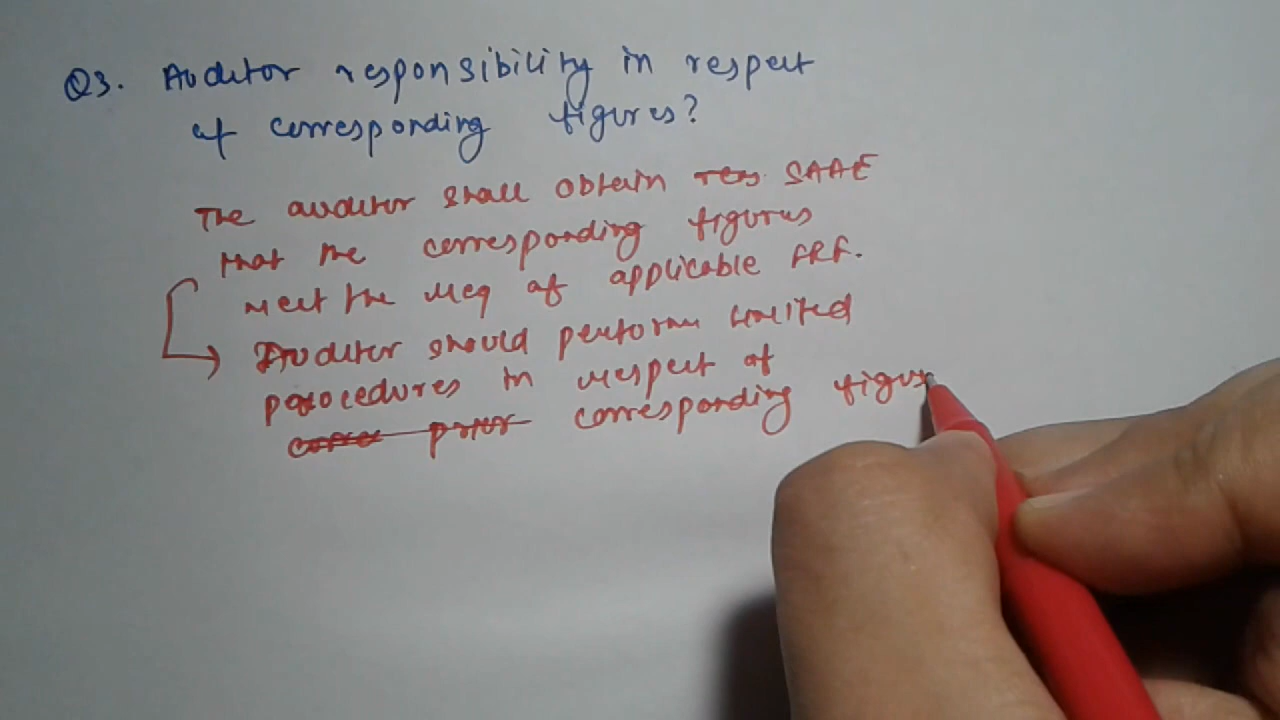 Q3. Auditor responsibility in respect
of corresponding figures?
The auditor shall obtain SAAE
that the corresponding figures
meet the req of applicable FRF.
Auditor should perform limited
procedures in respect of
prior corresponding figur